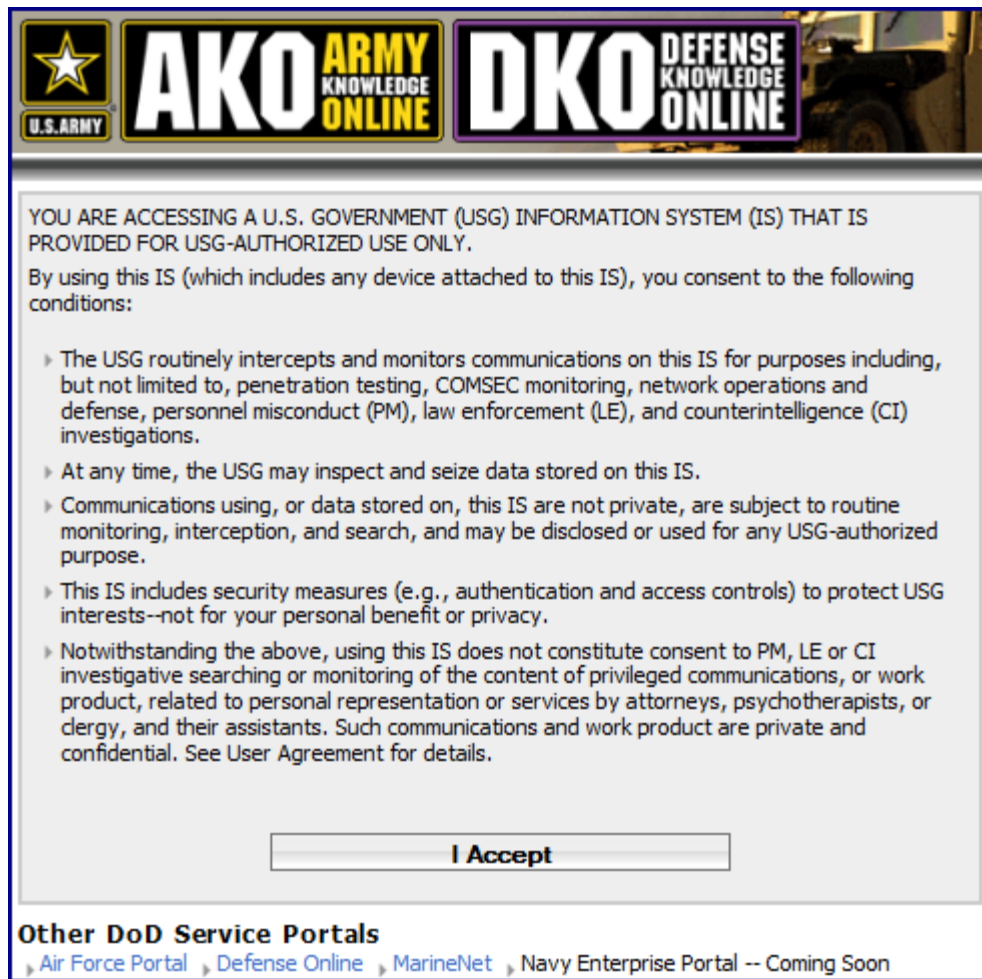 U.S.ARMY
AKO ARMY KNOWLEDGE ONLINE
DKO DEFENSE KNOWLEDGE ONLINE
YOU ARE ACCESSING A U.S. GOVERNMENT (USG) INFORMATION SYSTEM (IS) THAT IS
PROVIDED FOR USG-AUTHORIZED USE ONLY.
By using this IS (which includes any device attached to this IS), you consent to the following
conditions:
The USG routinely intercepts and monitors communications on this IS for purposes including,
but not limited to, penetration testing, COMSEC monitoring, network operations and
defense, personnel misconduct (PM), law enforcement (LE), and counterintelligence (CI)
investigations.
At any time, the USG may inspect and seize data stored on this IS.
Communications using, or data stored on, this IS are not private, are subject to routine
monitoring, interception, and search, and may be disclosed or used for any USG-authorized
purpose.
This IS includes security measures (e.g., authentication and access controls) to protect USG
interests--not for your personal benefit or privacy.
Notwithstanding the above, using this IS does not constitute consent to PM, LE or CI
investigative searching or monitoring of the content of privileged communications, or work
product, related to personal representation or services by attorneys, psychotherapists, or
clergy, and their assistants. Such communications and work product are private and
confidential. See User Agreement for details.
I Accept
Other DoD Service Portals
Air Force Portal Defense Online MarineNet Navy Enterprise Portal -- Coming Soon